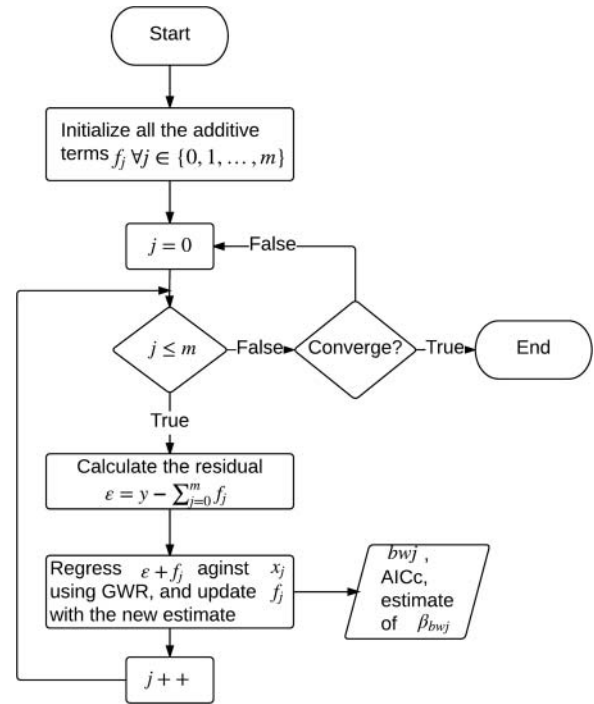 Start
Initialize all the additive
terms f_j ∀j ∈ {0, 1, … , m}
j = 0
False
j ≤ m
False
Converge?
True
End
True
Calculate the residual
ε = y − ∑_{j=0}^{m} f_j
Regress ε + f_j aginst x_j
using GWR, and update f_j
with the new estimate
bwj ,
AICc,
estimate
of β_{bwj}
j + +